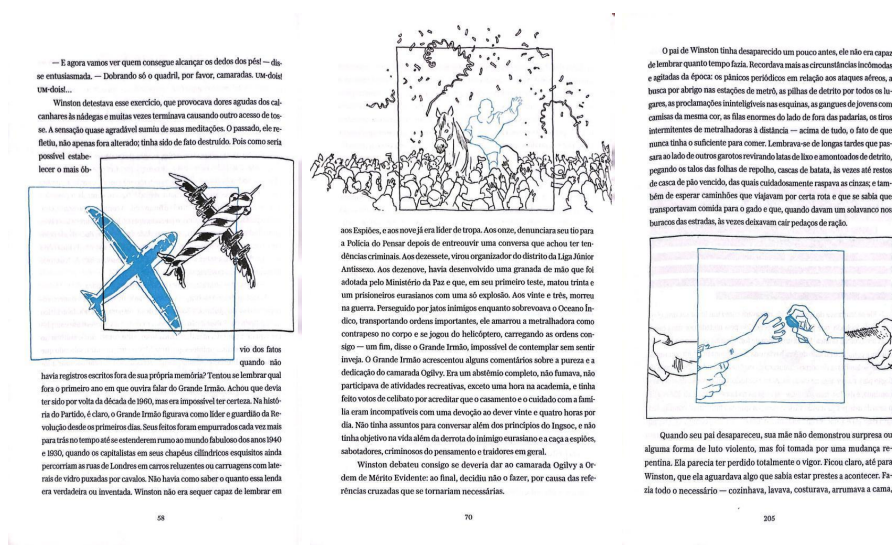 — E agora vamos ver quem consegue alcançar os dedos dos pés! — dis-
se entusiasmada. — Dobrando só o quadril, por favor, camaradas. UM-dois!
UM-dois!...
Winston detestava esse exercício, que provocava dores agudas dos cal-
canhares às nádegas e muitas vezes terminava causando outro acesso de tos-
se. A sensação quase agradável sumiu de suas meditações. O passado, ele re-
fletiu, não apenas fora alterado; tinha sido de fato destruído. Pois como seria
possível estabe-
lecer o mais ób-
vio dos fatos
quando não
havia registros escritos fora de sua própria memória? Tentou se lembrar qual
fora o primeiro ano em que ouvira falar do Grande Irmão. Achou que devia
ter sido por volta da década de 1960, mas era impossível ter certeza. Na histó-
ria do Partido, é claro, o Grande Irmão figurava como líder e guardião da Re-
volução desde os primeiros dias. Seus feitos foram empurrados cada vez mais
para trás no tempo até se estenderem rumo ao mundo fabuloso dos anos 1940
e 1930, quando os capitalistas em seus chapéus cilíndricos esquisitos ainda
percorriam as ruas de Londres em carros reluzentes ou carruagens com late-
rais de vidro puxadas por cavalos. Não havia como saber o quanto essa lenda
era verdadeira ou inventada. Winston não era sequer capaz de lembrar em
58
aos Espiões, e aos nove já era líder de tropa. Aos onze, denunciara seu tio para
a Polícia do Pensar depois de entreouvir uma conversa que achou ter ten-
dências criminais. Aos dezessete, virou organizador do distrito da Liga Júnior
Antissexo. Aos dezenove, havia desenvolvido uma granada de mão que foi
adotada pelo Ministério da Paz e que, em seu primeiro teste, matou trinta e
um prisioneiros eurasianos com uma só explosão. Aos vinte e três, morreu
na guerra. Perseguido por jatos inimigos enquanto sobrevoava o Oceano Ín-
dico, transportando ordens importantes, ele amarrou a metralhadora como
contrapeso no corpo e se jogou do helicóptero, carregando as ordens con-
sigo — um fim, disse o Grande Irmão, impossível de contemplar sem sentir
inveja. O Grande Irmão acrescentou alguns comentários sobre a pureza e a
dedicação do camarada Ogilvy. Era um abstêmio completo, não fumava, não
participava de atividades recreativas, exceto uma hora na academia, e tinha
feito votos de celibato por acreditar que o casamento e o cuidado com a famí-
lia eram incompatíveis com uma devoção ao dever vinte e quatro horas por
dia. Não tinha assuntos para conversar além dos princípios do Ingsoc, e não
tinha objetivo na vida além da derrota do inimigo eurasiano e a caça a espiões,
sabotadores, criminosos do pensamento e traidores em geral.
Winston debateu consigo se deveria dar ao camarada Ogilvy a Or-
dem de Mérito Evidente: ao final, decidiu não o fazer, por causa das refe-
rências cruzadas que se tornariam necessárias.
70
O pai de Winston tinha desaparecido um pouco antes, ele não era capaz
de lembrar quanto tempo fazia. Recordava mais as circunstâncias incômodas
e agitadas da época: os pânicos periódicos em relação aos ataques aéreos, a
busca por abrigo nas estações de metrô, as pilhas de detrito por todos os lu-
gares, as proclamações ininteligíveis nas esquinas, as gangues de jovens com
camisas da mesma cor, as filas enormes do lado de fora das padarias, os tiros
intermitentes de metralhadoras à distância — acima de tudo, o fato de que
nunca tinha o suficiente para comer. Lembrava-se de longas tardes que pas-
sara ao lado de outros garotos revirando latas de lixo e amontoados de detrito,
pegando os talos das folhas de repolho, cascas de batata, às vezes até restos
de casca de pão vencido, das quais cuidadosamente raspava as cinzas; e tam-
bém de esperar caminhões que viajavam por certa rota e que se sabia que
transportavam comida para o gado e que, quando davam um solavanco nos
buracos das estradas, às vezes deixavam cair pedaços de ração.
Quando seu pai desapareceu, sua mãe não demonstrou surpresa ou
alguma forma de luto violento, mas foi tomada por uma mudança re-
pentina. Ela parecia ter perdido totalmente o vigor. Ficou claro, até para
Winston, que ela aguardava algo que sabia estar prestes a acontecer. Fa-
zia todo o necessário — cozinhava, lavava, costurava, arrumava a cama,
205